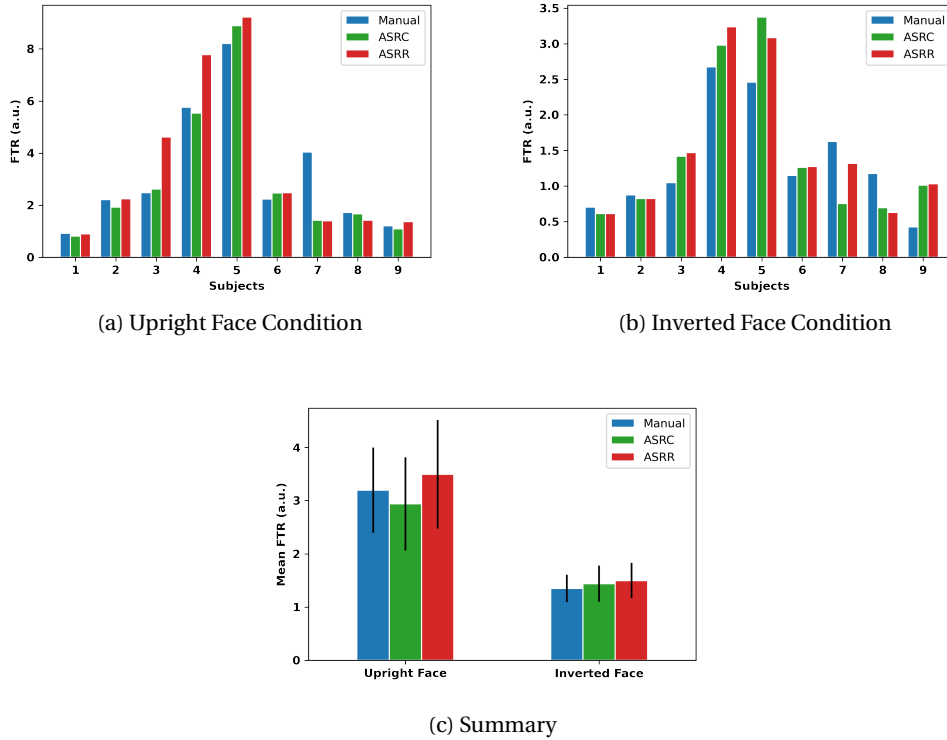 Manual
ASRC
ASRR
FTR (a.u.)
8
6
4
2
0
1 2 3 4 5 6 7 8 9
Subjects
(a) Upright Face Condition
Manual
ASRC
ASRR
FTR (a.u.)
3.5
3.0
2.5
2.0
1.5
1.0
0.5
0.0
1 2 3 4 5 6 7 8 9
Subjects
(b) Inverted Face Condition
Manual
ASRC
ASRR
Mean FTR (a.u.)
4
3
2
1
0
Upright Face Inverted Face
(c) Summary